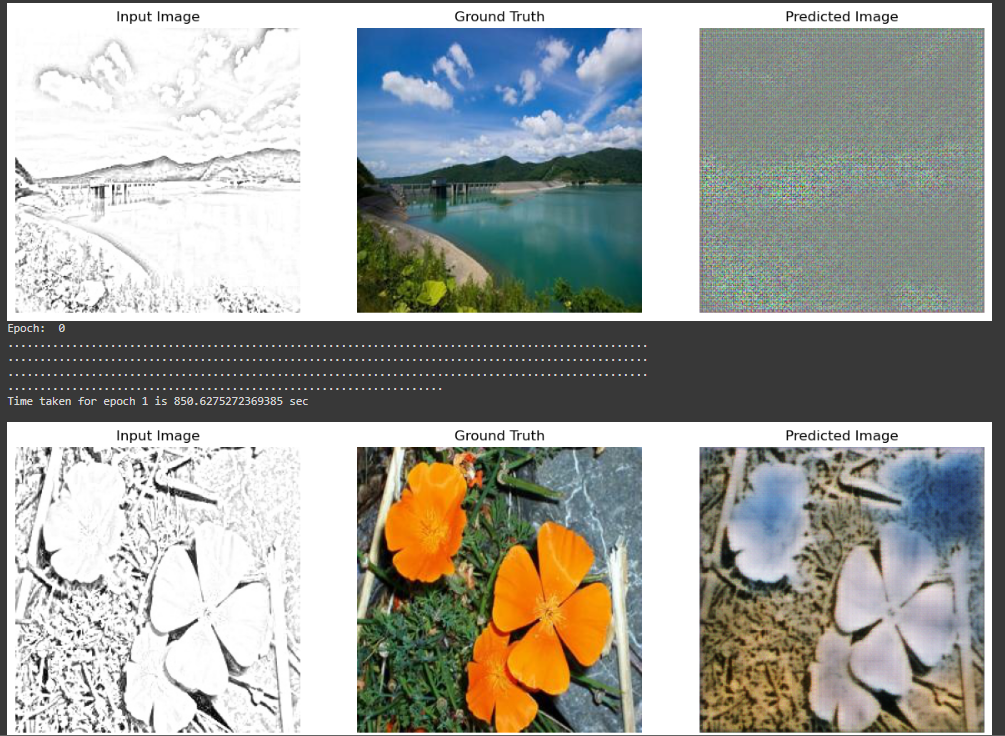 Input Image
Ground Truth
Predicted Image
Epoch:  0
....................................................................................................
....................................................................................................
....................................................................................................
....................................................................
Time taken for epoch 1 is 850.6275272369385 sec
Input Image
Ground Truth
Predicted Image